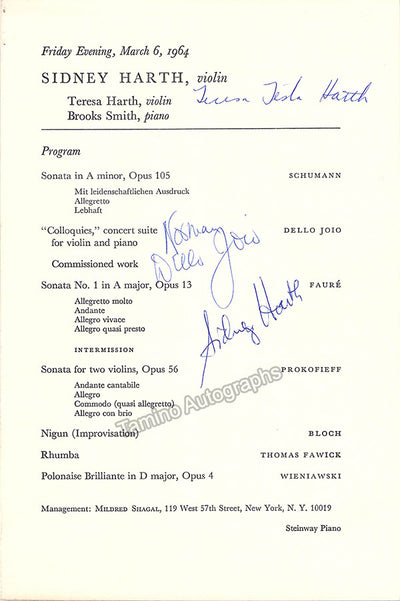 Friday Evening, March 6, 1964
SIDNEY HARTH, violin
Teresa Harth, violin Teresa Testa Harth
Brooks Smith, piano
Program
Sonata in A minor, Opus 105 SCHUMANN
Mit leidenschaftlichen Ausdruck
Allegretto
Lebhaft
"Colloquies," concert suite DELLO JOIO
for violin and piano
Norman
Dello Joio
Commissioned work
Sonata No. 1 in A major, Opus 13 FAURÉ
Allegretto molto
Andante
Allegro vivace
Allegro quasi presto
Sidney Harth
INTERMISSION
Sonata for two violins, Opus 56 PROKOFIEFF
Andante cantabile
Allegro
Commodo (quasi allegretto)
Allegro con brio
Tamino Autographs
Nigun (Improvisation) BLOCH
Rhumba THOMAS FAWICK
Polonaise Brilliante in D major, Opus 4 WIENIAWSKI
Management: MILDRED SHAGAL, 119 West 57th Street, New York, N. Y. 10019
Steinway Piano